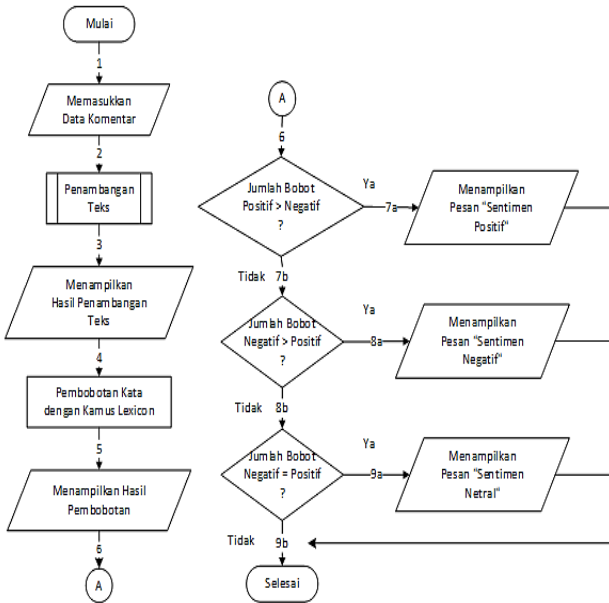 Mulai
1
Memasukkan
Data Komentar
2
Penambangan
Teks
3
Menampilkan
Hasil Penambangan
Teks
4
Pembobotan Kata
dengan Kamus Lexicon
5
Menampilkan Hasil
Pembobotan
6
A
A
6
Jumlah Bobot
Positif > Negatif
?
Ya
7a
Menampilkan
Pesan "Sentimen
Positif"
Tidak 7b
Jumlah Bobot
Negatif > Positif
?
Ya
8a
Menampilkan
Pesan "Sentimen
Negatif"
Tidak 8b
Jumlah Bobot
Negatif = Positif
?
Ya
9a
Menampilkan
Pesan "Sentimen
Netral"
Tidak 9b
Selesai